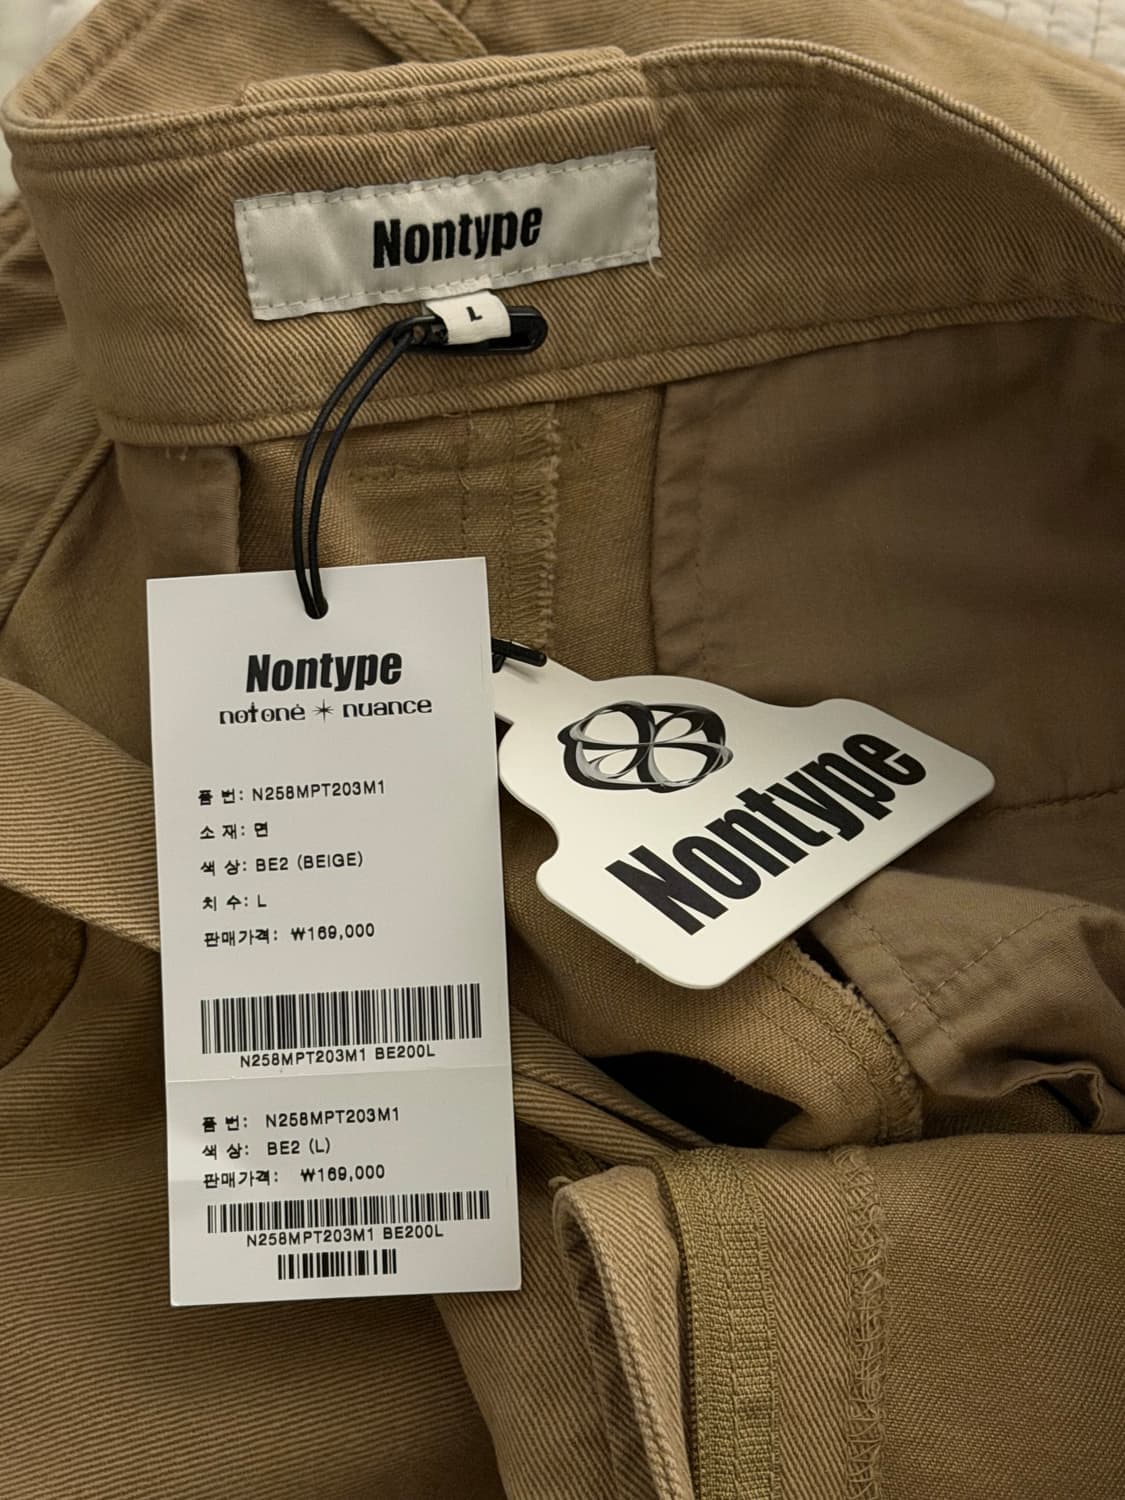 Nontype
L
Nontype
notone nuance
품 번: N258MPT203M1
소 재: 면
색 상: BE2 (BEIGE)
치 수: L
판매가격: ₩169,000
N258MPT203M1 BE200L
품 번: N258MPT203M1
색 상: BE2 (L)
판매가격: ₩169,000
N258MPT203M1 BE200L
Nontype